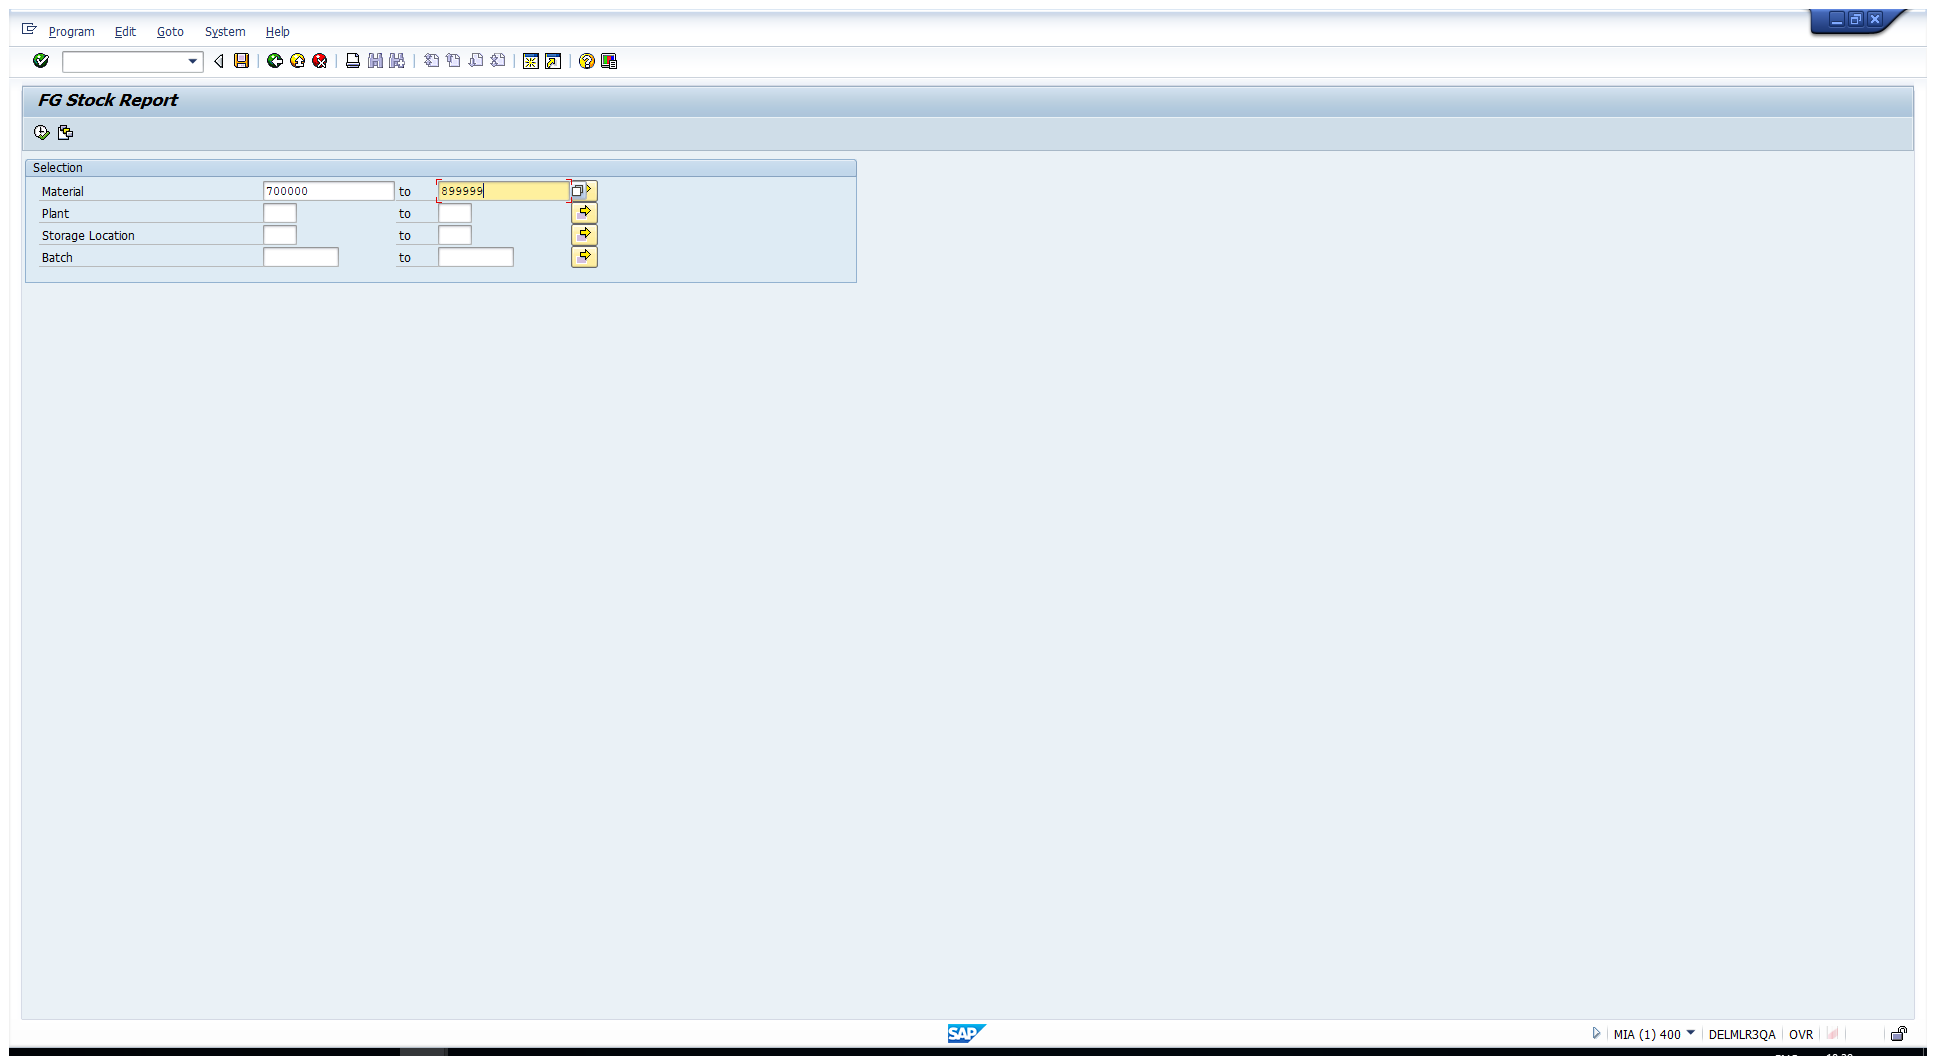 Program Edit Goto System Help
FG Stock Report
Selection
Material 700000 to 899999
Plant to
Storage Location to
Batch to
SAP MIA (1) 400 DELMLR3QA OVR